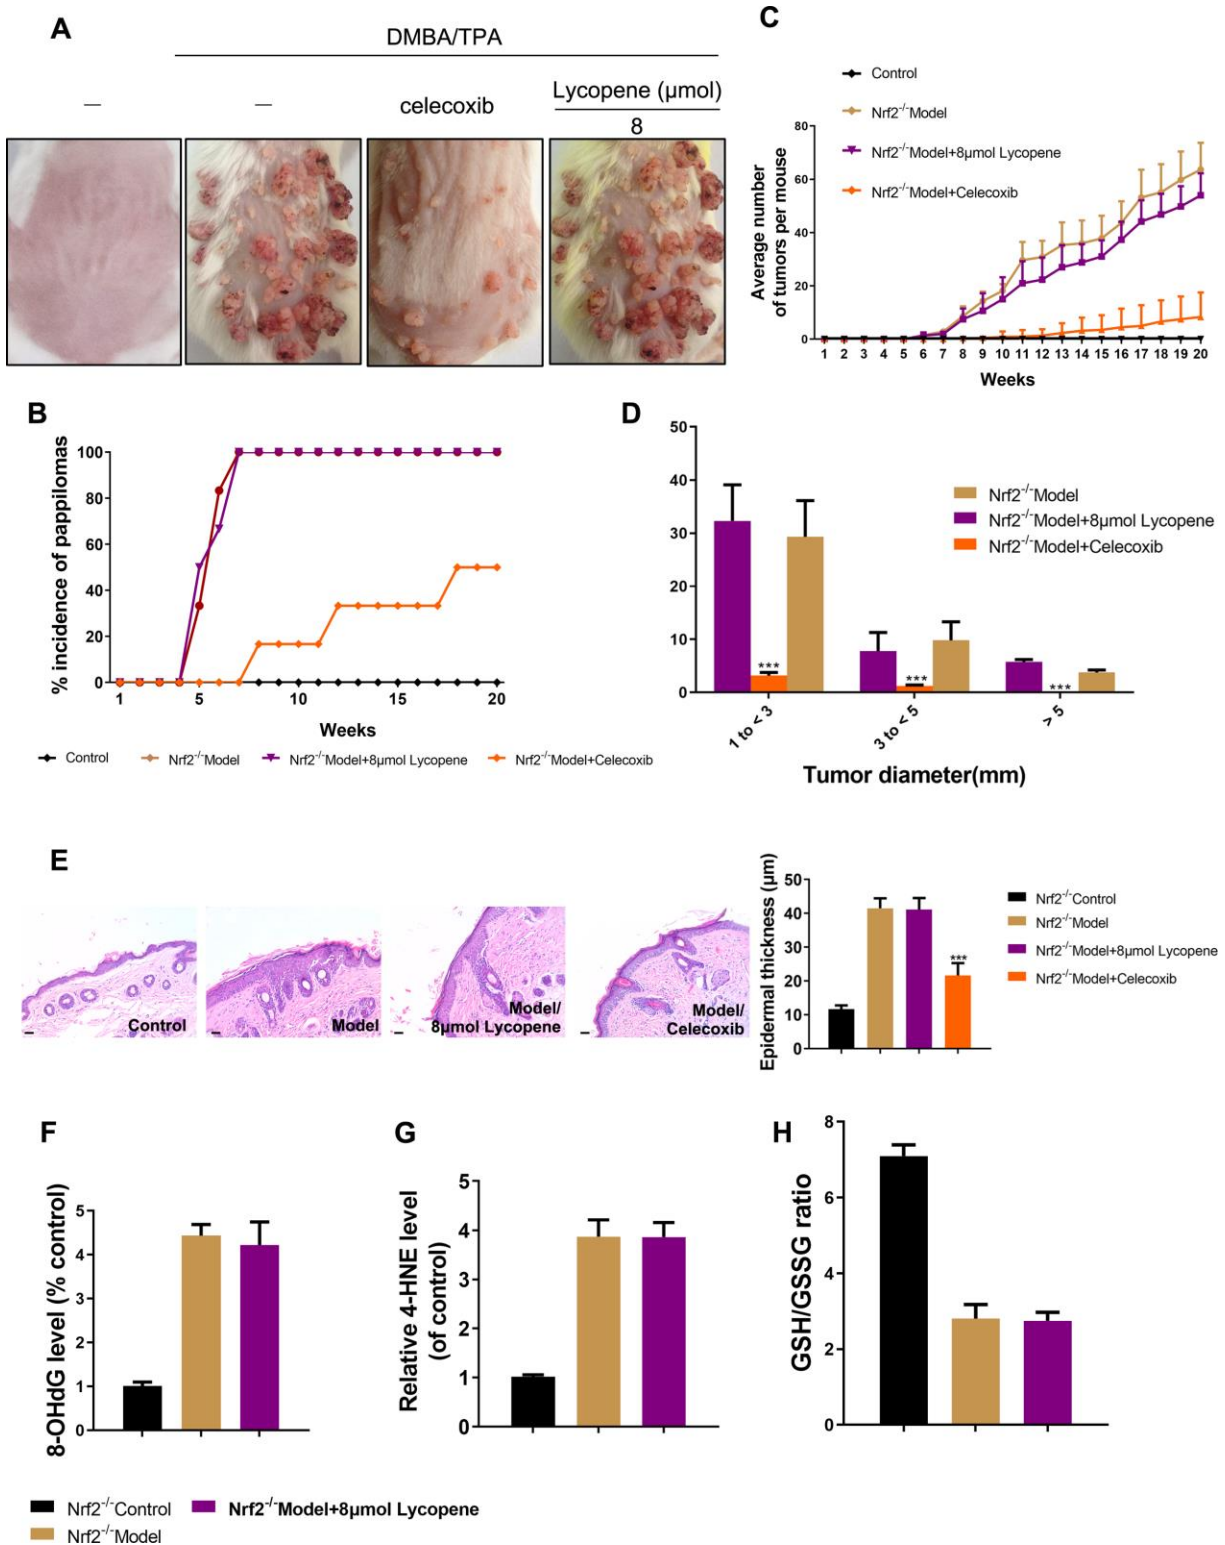 A
DMBA/TPA
—
—
celecoxib
Lycopene (μmol)
8
C
Control
Nrf2-/-Model
Nrf2-/-Model+8μmol Lycopene
Nrf2-/-Model+Celecoxib
Average number
of tumors per mouse
80
60
40
20
0
1 2 3 4 5 6 7 8 9 10 11 12 13 14 15 16 17 18 19 20
Weeks
B
% incidence of pappilomas
100
80
60
40
20
0
1 5 10 15 20
Weeks
Control Nrf2-/-Model Nrf2-/-Model+8μmol Lycopene Nrf2-/-Model+Celecoxib
D
50
40
30
20
10
0
*** *** ***
1 to < 3 3 to < 5 > 5
Tumor diameter(mm)
Nrf2-/-Model
Nrf2-/-Model+8μmol Lycopene
Nrf2-/-Model+Celecoxib
E
Control
Model
Model/
8μmol Lycopene
Model/
Celecoxib
Epidermal thickness (μm)
50
40
30
20
10
0
***
Nrf2-/-Control
Nrf2-/-Model
Nrf2-/-Model+8μmol Lycopene
Nrf2-/-Model+Celecoxib
F
8-OHdG level (% control)
5
4
3
2
1
0
G
Relative 4-HNE level
(of control)
5
4
3
2
1
0
H
GSH/GSSG ratio
8
6
4
2
0
Nrf2-/-Control Nrf2-/-Model+8μmol Lycopene
Nrf2-/-Model